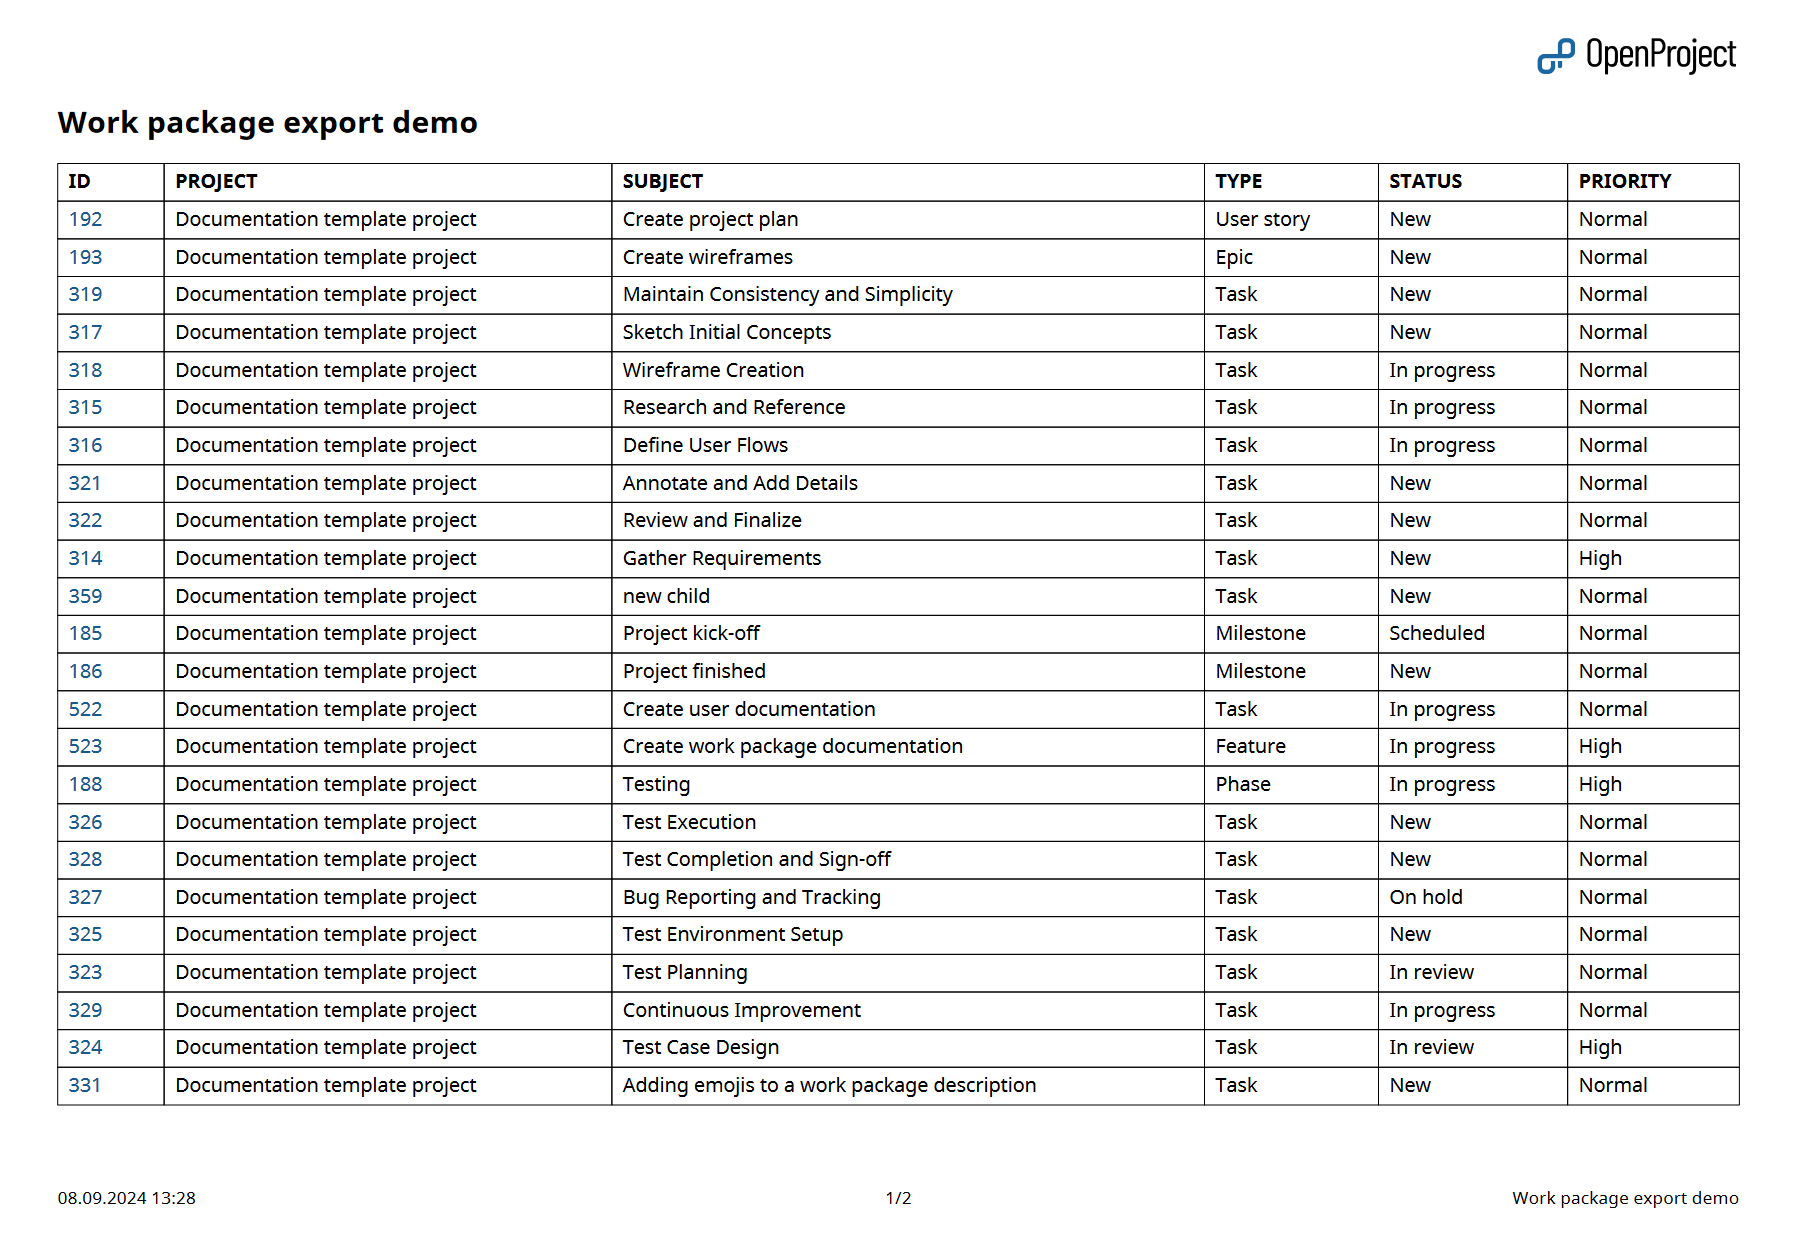 OpenProject
Work package export demo
ID PROJECT SUBJECT TYPE STATUS PRIORITY
192 Documentation template project Create project plan User story New Normal
193 Documentation template project Create wireframes Epic New Normal
319 Documentation template project Maintain Consistency and Simplicity Task New Normal
317 Documentation template project Sketch Initial Concepts Task New Normal
318 Documentation template project Wireframe Creation Task In progress Normal
315 Documentation template project Research and Reference Task In progress Normal
316 Documentation template project Define User Flows Task In progress Normal
321 Documentation template project Annotate and Add Details Task New Normal
322 Documentation template project Review and Finalize Task New Normal
314 Documentation template project Gather Requirements Task New High
359 Documentation template project new child Task New Normal
185 Documentation template project Project kick-off Milestone Scheduled Normal
186 Documentation template project Project finished Milestone New Normal
522 Documentation template project Create user documentation Task In progress Normal
523 Documentation template project Create work package documentation Feature In progress High
188 Documentation template project Testing Phase In progress High
326 Documentation template project Test Execution Task New Normal
328 Documentation template project Test Completion and Sign-off Task New Normal
327 Documentation template project Bug Reporting and Tracking Task On hold Normal
325 Documentation template project Test Environment Setup Task New Normal
323 Documentation template project Test Planning Task In review Normal
329 Documentation template project Continuous Improvement Task In progress Normal
324 Documentation template project Test Case Design Task In review High
331 Documentation template project Adding emojis to a work package description Task New Normal
08.09.2024 13:28 1/2 Work package export demo